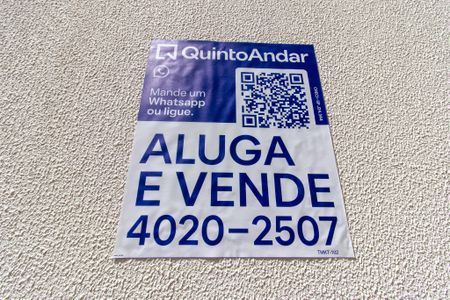 QuintoAndar
Mande um
Whatsapp
ou ligue.
ALUGA
E VENDE
4020-2507